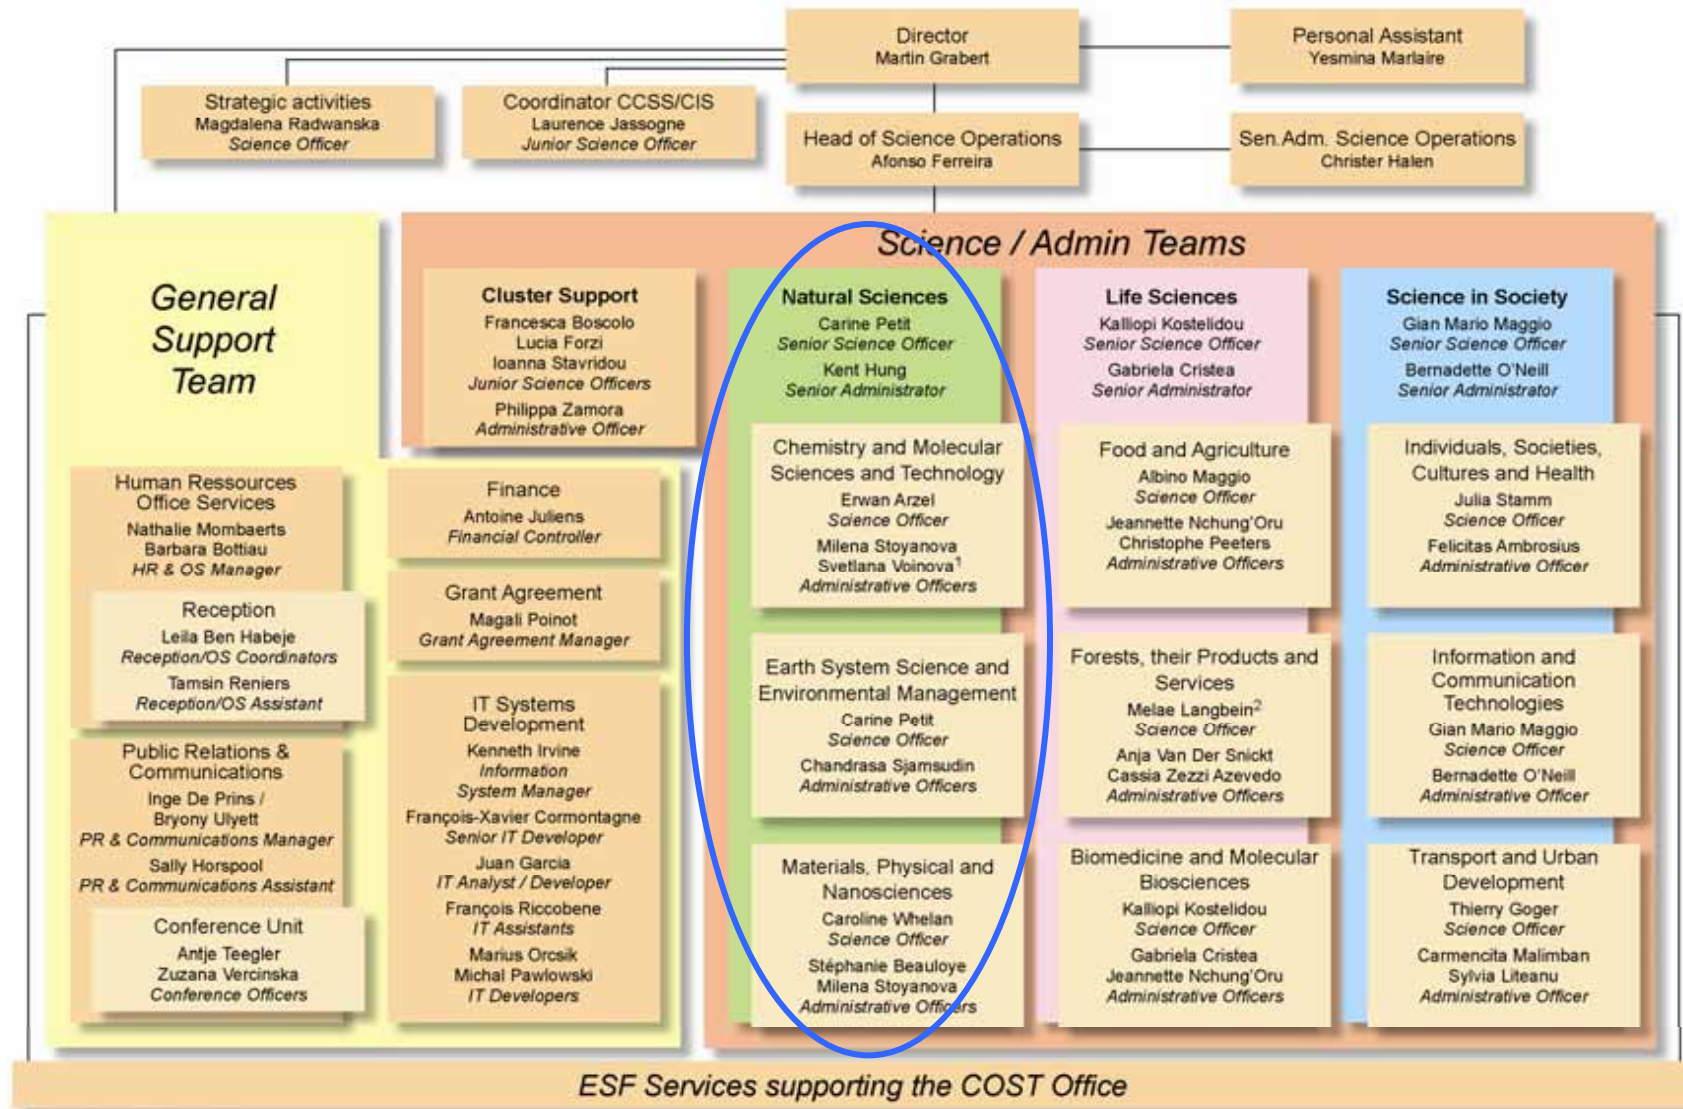 Director
Martin Grabert
Personal Assistant
Yesmina Marlaire
Strategic activities
Magdalena Radwanska
Science Officer
Coordinator CCSS/CIS
Laurence Jassogne
Junior Science Officer
Head of Science Operations
Afonso Ferreira
Sen.Adm. Science Operations
Christer Halen
General
Support
Team
Science / Admin Teams
Cluster Support
Francesca Boscolo
Lucia Forzi
Ioanna Stavridou
Junior Science Officers
Philippa Zamora
Administrative Officer
Natural Sciences
Carine Petit
Senior Science Officer
Kent Hung
Senior Administrator
Life Sciences
Kalliopi Kostelidou
Senior Science Officer
Gabriela Cristea
Senior Administrator
Science in Society
Gian Mario Maggio
Senior Science Officer
Bernadette O'Neill
Senior Administrator
Human Ressources
Office Services
Nathalie Mombaerts
Barbara Bottiau
HR & OS Manager
Reception
Leila Ben Habeje
Reception/OS Coordinators
Tamsin Reniers
Reception/OS Assistant
Public Relations &
Communications
Inge De Prins /
Bryony Ulyett
PR & Communications Manager
Sally Horspool
PR & Communications Assistant
Conference Unit
Antje Teegler
Zuzana Vercinska
Conference Officers
Finance
Antoine Juliens
Financial Controller
Grant Agreement
Magali Poinot
Grant Agreement Manager
IT Systems
Development
Kenneth Irvine
Information
System Manager
François-Xavier Cormontagne
Senior IT Developer
Juan Garcia
IT Analyst / Developer
François Riccobene
IT Assistants
Marius Orcsik
Michal Pawlowski
IT Developers
Chemistry and Molecular
Sciences and Technology
Erwan Arzel
Science Officer
Milena Stoyanova
Svetlana Voinova¹
Administrative Officers
Earth System Science and
Environmental Management
Carine Petit
Science Officer
Chandrasa Sjamsudin
Administrative Officers
Materials, Physical and
Nanosciences
Caroline Whelan
Science Officer
Stéphanie Beauloye
Milena Stoyanova
Administrative Officers
Food and Agriculture
Albino Maggio
Science Officer
Jeannette Nchung'Oru
Christophe Peeters
Administrative Officers
Forests, their Products and
Services
Melae Langbein²
Science Officer
Anja Van Der Snickt
Cassia Zezzi Azevedo
Administrative Officers
Biomedicine and Molecular
Biosciences
Kalliopi Kostelidou
Science Officer
Gabriela Cristea
Jeannette Nchung'Oru
Administrative Officers
Individuals, Societies,
Cultures and Health
Julia Stamm
Science Officer
Felicitas Ambrosius
Administrative Officer
Information and
Communication
Technologies
Gian Mario Maggio
Science Officer
Bernadette O'Neill
Administrative Officer
Transport and Urban
Development
Thierry Goger
Science Officer
Carmencita Malimban
Sylvia Liteanu
Administrative Officer
ESF Services supporting the COST Office